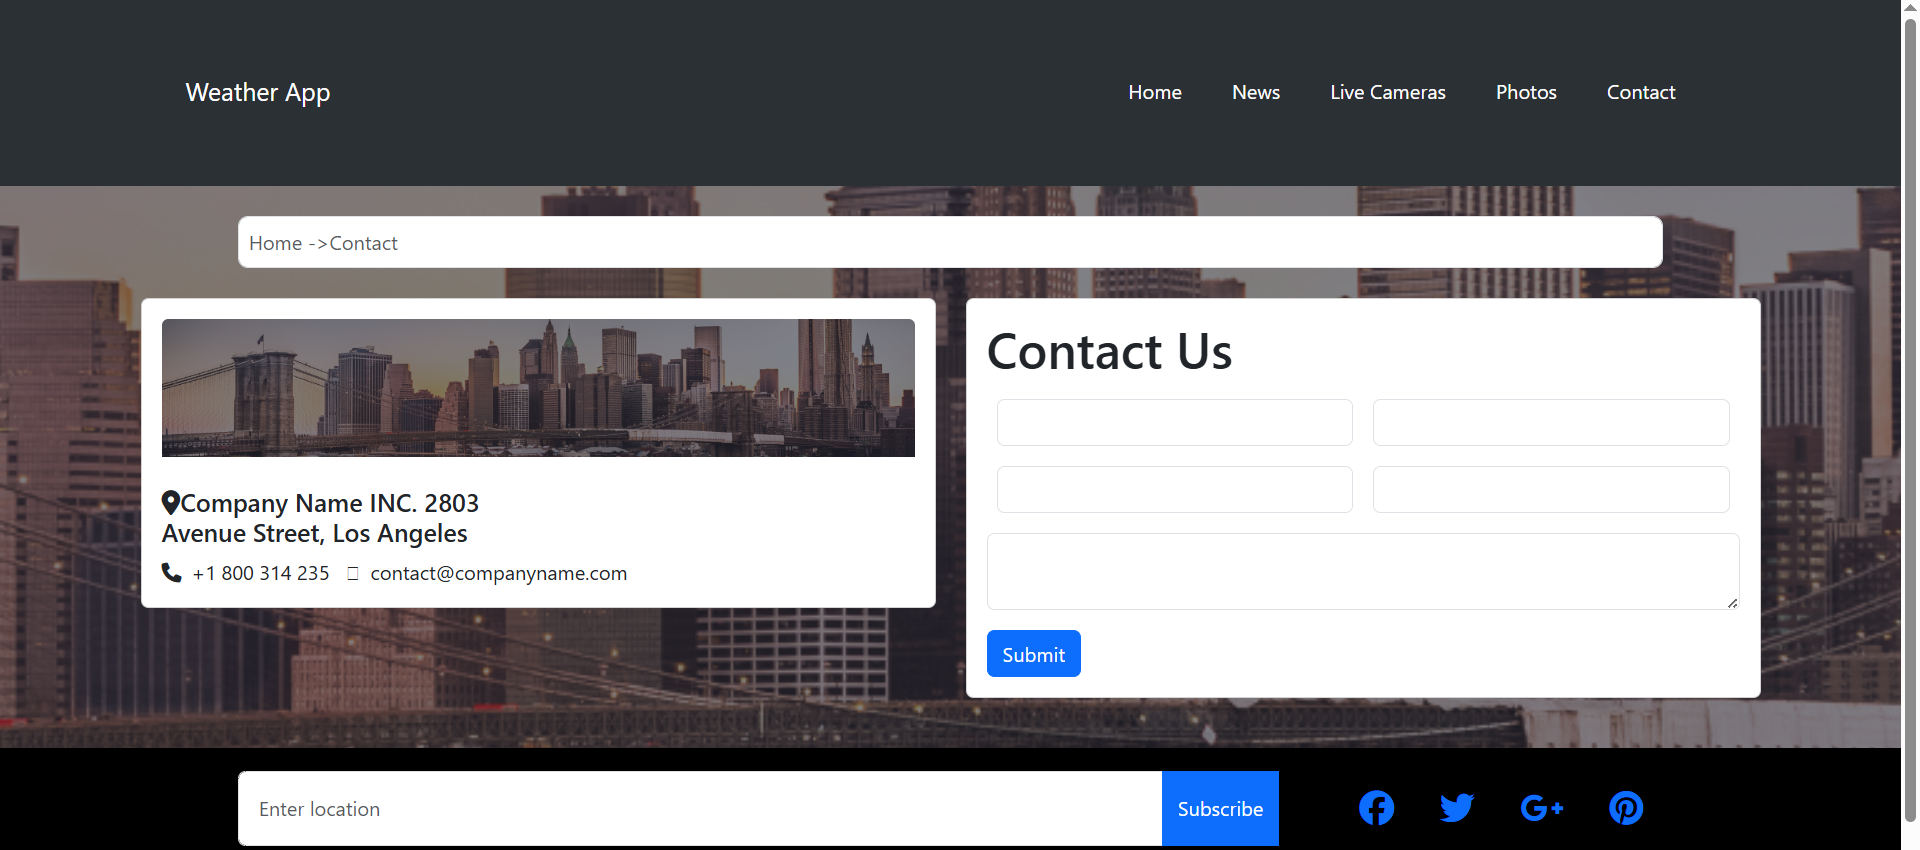 Weather App
Home News Live Cameras Photos Contact
Home ->Contact
Company Name INC. 2803
Avenue Street, Los Angeles
+1 800 314 235 contact@companyname.com
Contact Us
Submit
Enter location
Subscribe